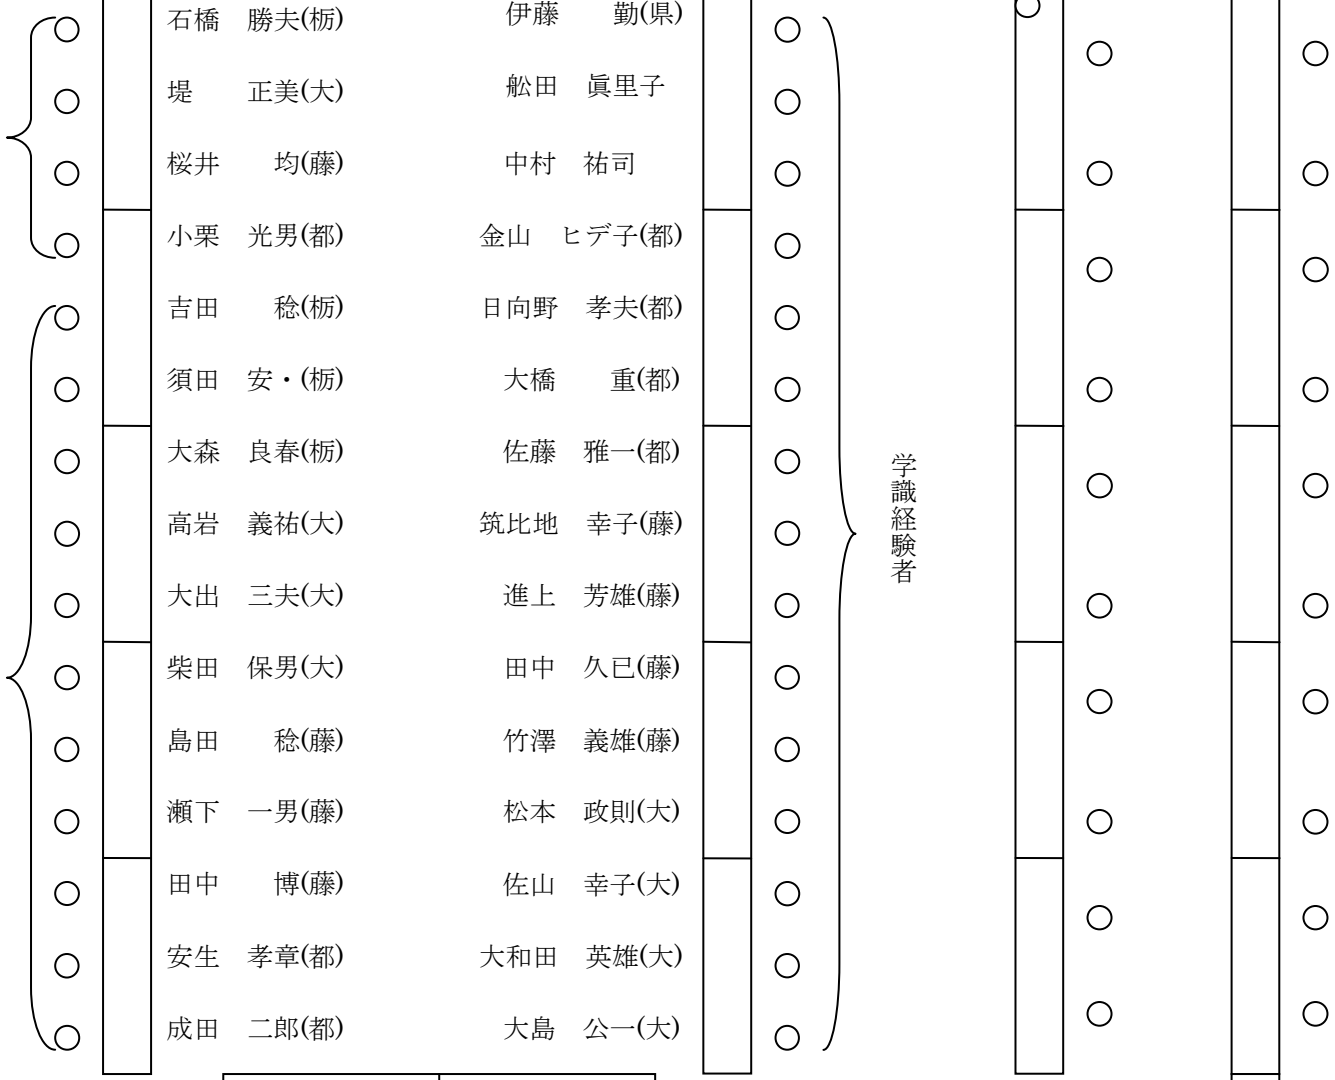 石橋　勝夫(栃)
堤　　正美(大)
桜井　　均(藤)
小栗　光男(都)
吉田　　稔(栃)
須田　安・(栃)
大森　良春(栃)
高岩　義祐(大)
大出　三夫(大)
柴田　保男(大)
島田　　稔(藤)
瀬下　一男(藤)
田中　　博(藤)
安生　孝章(都)
成田　二郎(都)
伊藤　　勤(県)
舩田　眞里子
中村　祐司
金山　ヒデ子(都)
日向野　孝夫(都)
大橋　　重(都)
佐藤　雅一(都)
筑比地　幸子(藤)
進上　芳雄(藤)
田中　久已(藤)
竹澤　義雄(藤)
松本　政則(大)
佐山　幸子(大)
大和田　英雄(大)
大島　公一(大)
学識経験者